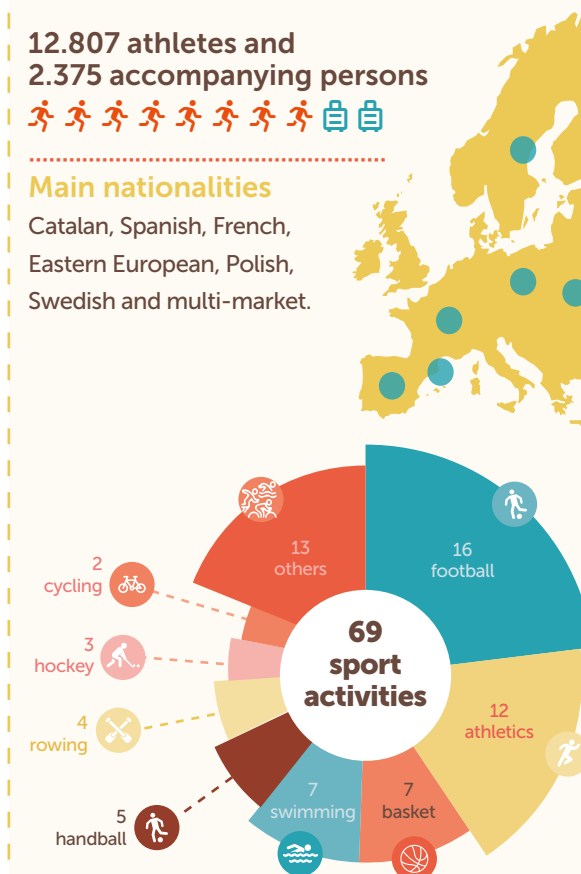 12.807 athletes and
2.375 accompanying persons
Main nationalities
Catalan, Spanish, French,
Eastern European, Polish,
Swedish and multi-market.
13
others
16
football
2
cycling
69
sport
activities
3
hockey
12
athletics
4
rowing
7
swimming
7
basket
5
handball